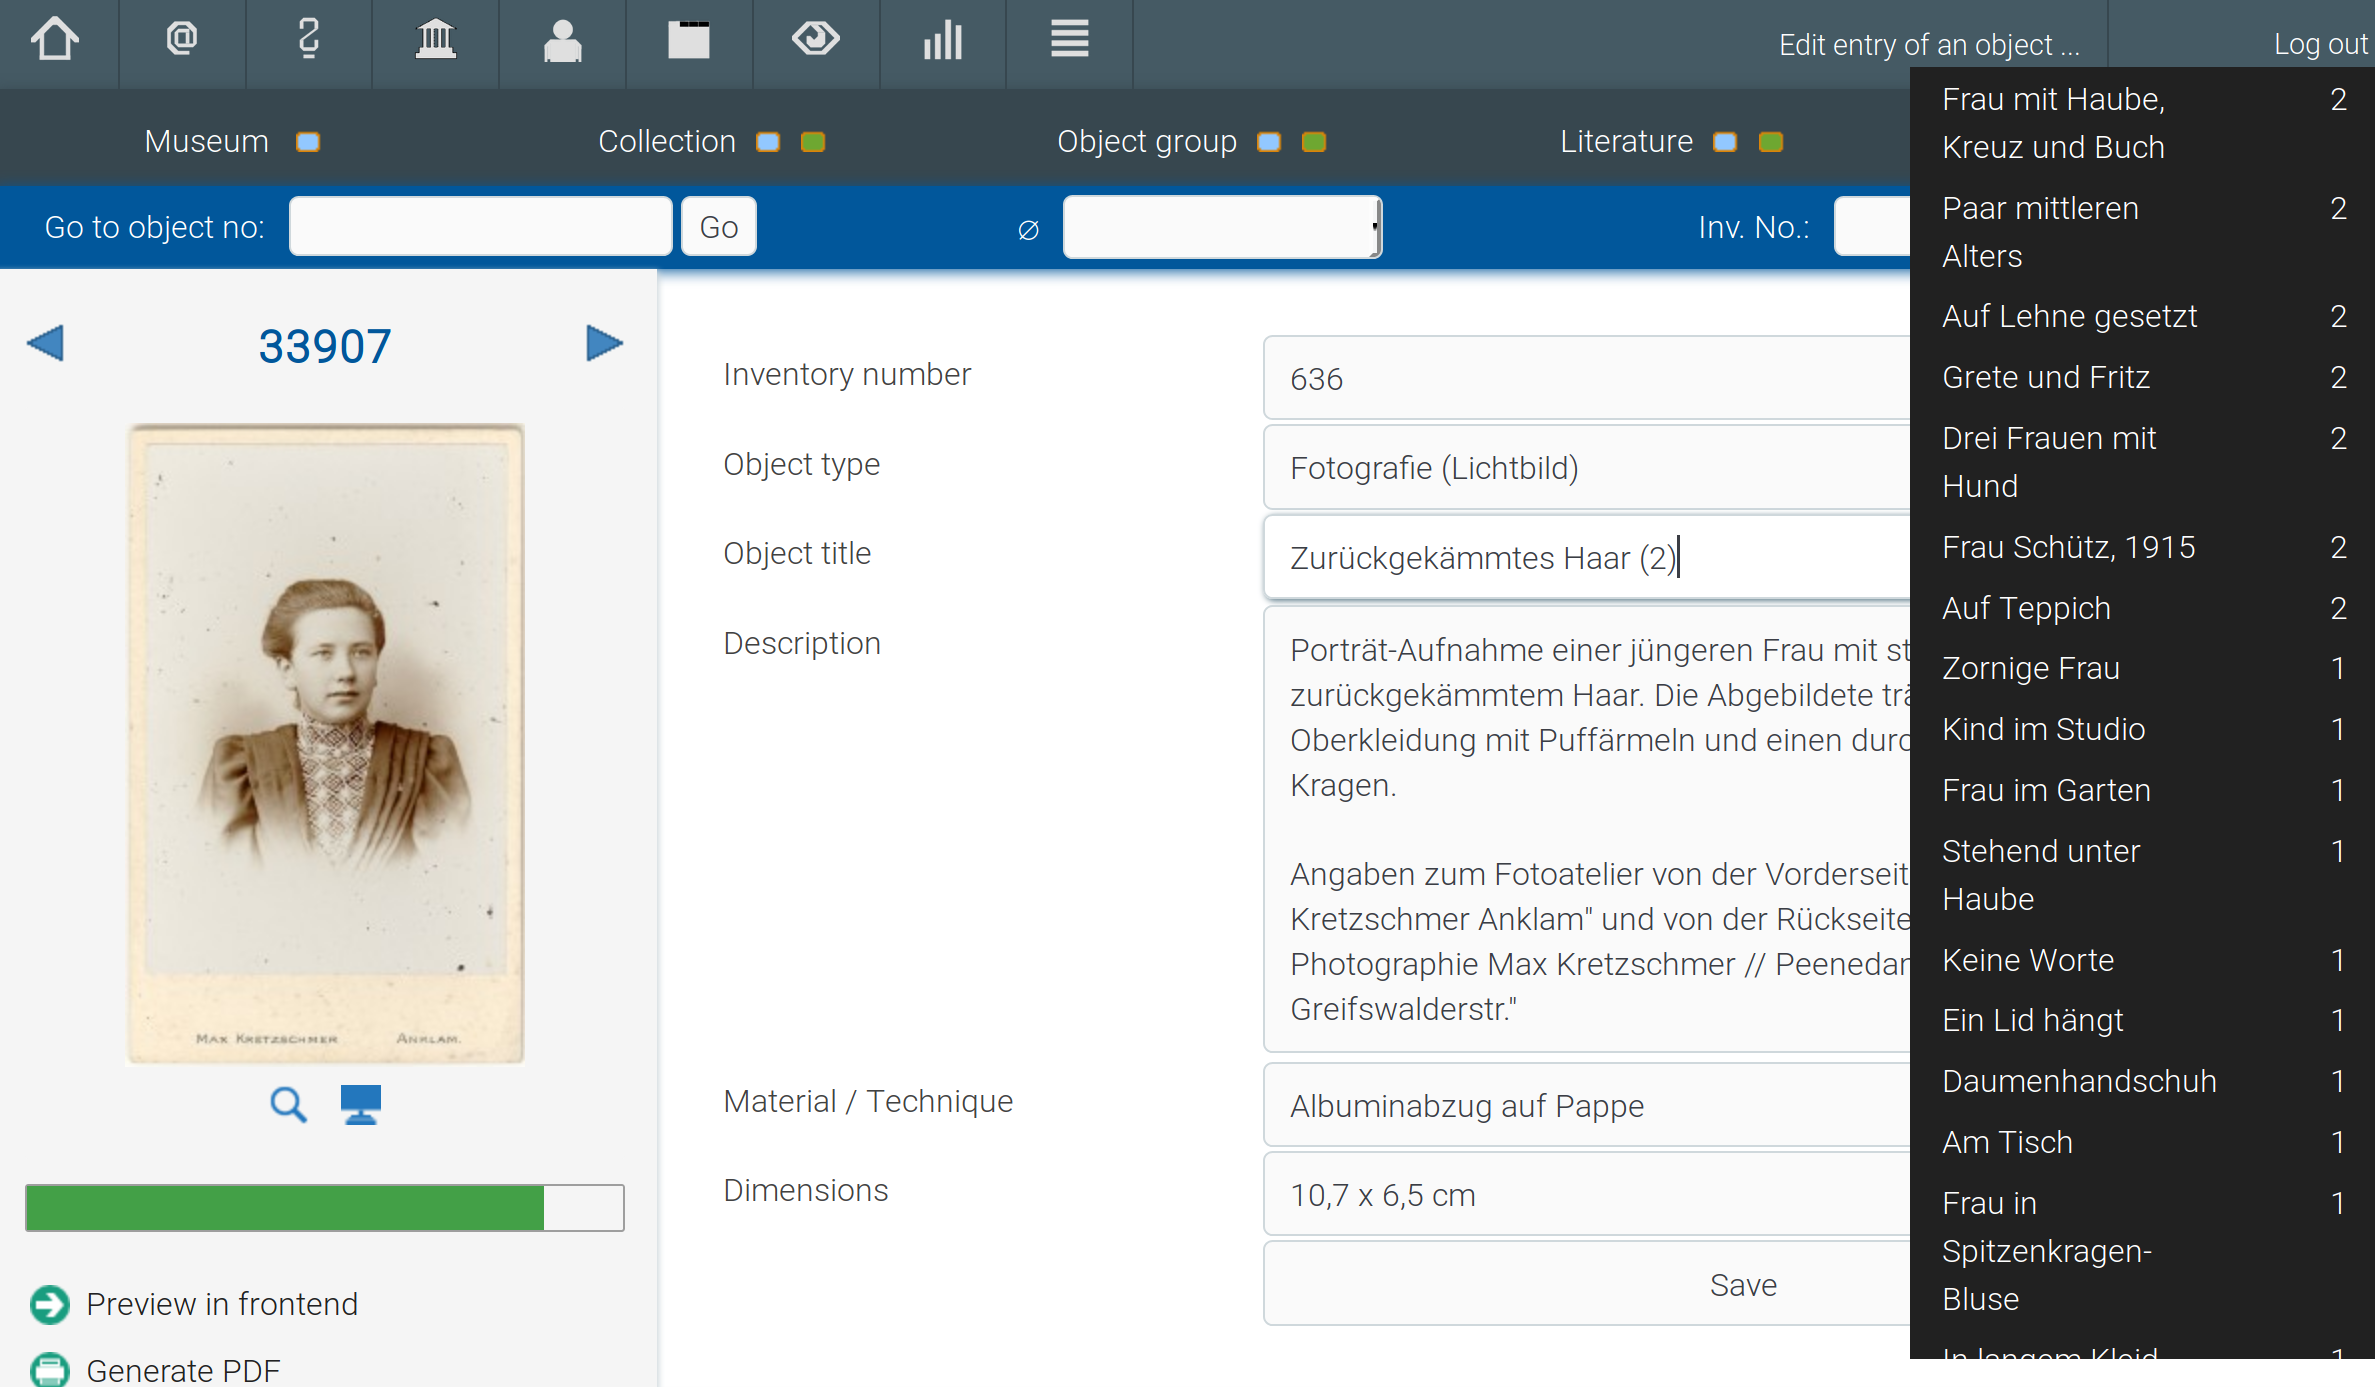 Edit entry of an object ...
Log out
Museum
Collection
Object group
Literature
Go to object no:
Go
∅
Inv. No.:
33907
MAX KRETZSCHMER ANKLAM.
Preview in frontend
Generate PDF
Inventory number
636
Object type
Fotografie (Lichtbild)
Object title
Zurückgekämmtes Haar (2)
Description
Porträt-Aufnahme einer jüngeren Frau mit st
zurückgekämmtem Haar. Die Abgebildete trä
Oberkleidung mit Puffärmeln und einen durc
Kragen.
Angaben zum Fotoatelier von der Vorderseit
Kretzschmer Anklam" und von der Rückseite
Photographie Max Kretzschmer // Peenedar
Greifswalderstr."
Material / Technique
Albuminabzug auf Pappe
Dimensions
10,7 x 6,5 cm
Save
Frau mit Haube, 2
Kreuz und Buch
Paar mittleren 2
Alters
Auf Lehne gesetzt 2
Grete und Fritz 2
Drei Frauen mit 2
Hund
Frau Schütz, 1915 2
Auf Teppich 2
Zornige Frau 1
Kind im Studio 1
Frau im Garten 1
Stehend unter 1
Haube
Keine Worte 1
Ein Lid hängt 1
Daumenhandschuh 1
Am Tisch 1
Frau in 1
Spitzenkragen-
Bluse
In langem Kleid 1